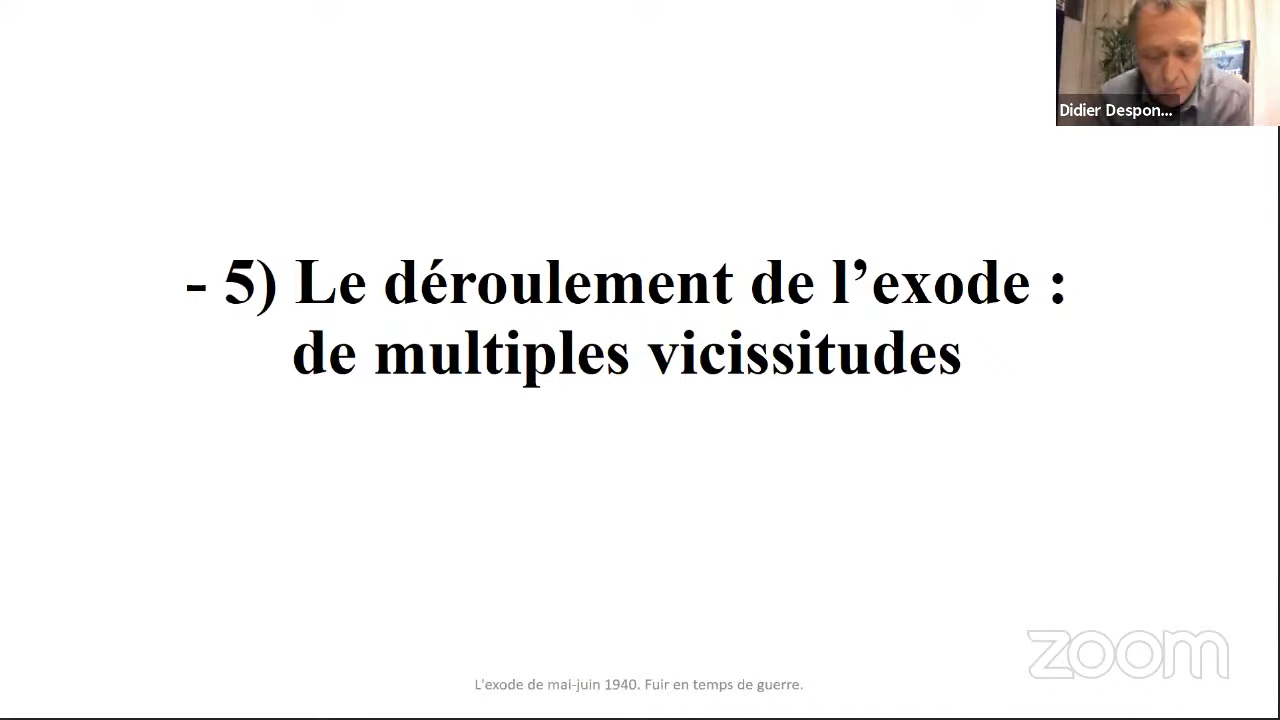 Didier Despon...
- 5) Le déroulement de l’exode :
de multiples vicissitudes
zoom
L'exode de mai-juin 1940. Fuir en temps de guerre.